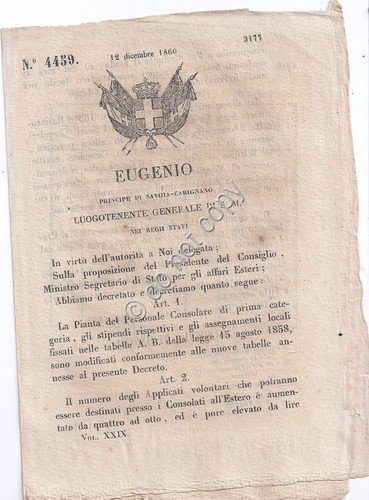 N.° 4459.
12 dicembre 1860
3177
EUGENIO
PRINCIPE DI SAVOIA-CARIGNANO
LUOGOTENENTE GENERALE DI S. M.
NEI REGII STATI
In virtù dell'autorità a Noi delegata;
Sulla proposizione del Presidente del Consiglio,
Ministro Segretario di Stato per gli affari Esteri;
Abbiamo decretato e decretiamo quanto segue:
Art. 1.
La Pianta del Personale Consolare di prima cate-
goria, gli stipendi rispettivi e gli assegnamenti locali
fissati nelle tabelle A. B. della legge 15 agosto 1858,
sono modificati conformemente alle nuove tabelle an-
nesse al presente Decreto.
Art. 2.
Il numero degli Applicati volontari che potranno
essere destinati presso i Consolati all'Estero è aumen-
tato da quattro ad otto, ed è pure elevato da lire
Vol. XXIX.
do not copy